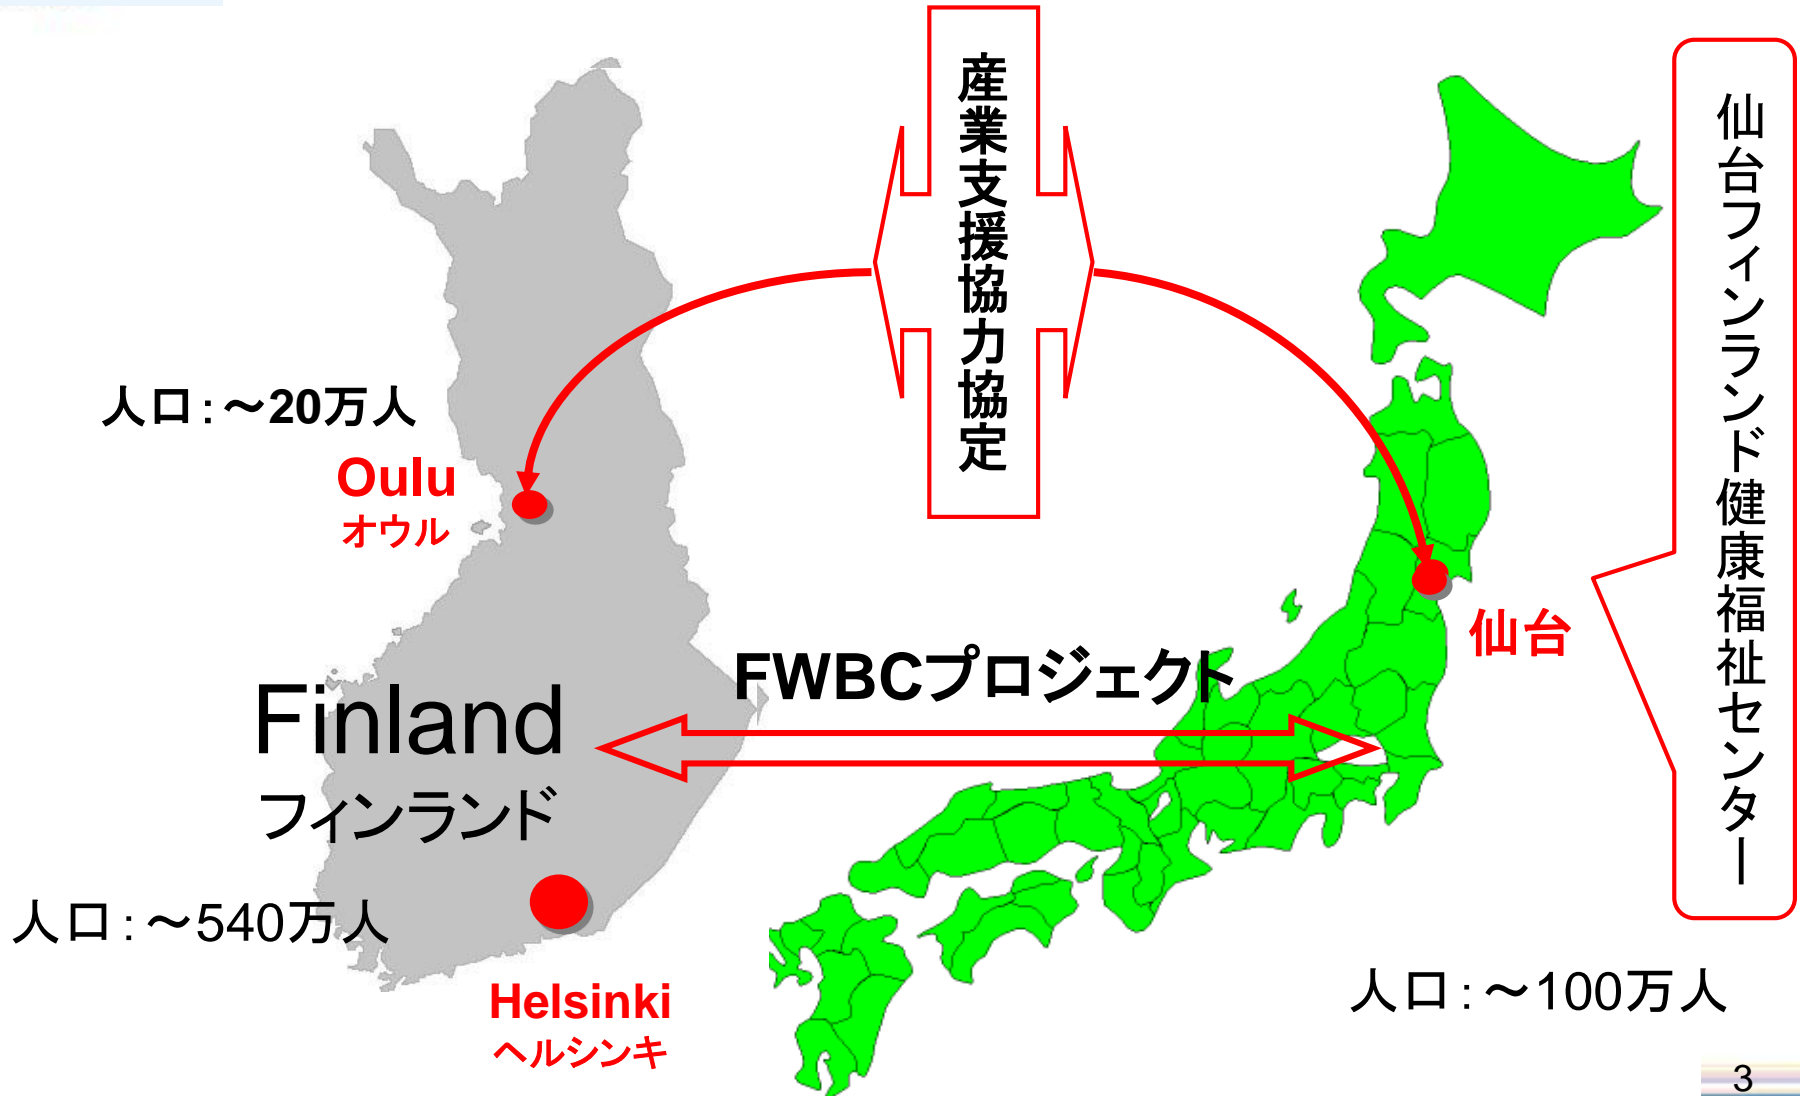 産業支援協力協定
仙台フィンランド健康福祉センター
人口:～20万人
Oulu
オウル
仙台
FWBCプロジェクト
Finland
フィンランド
人口:～540万人
Helsinki
ヘルシンキ
人口:～100万人
3